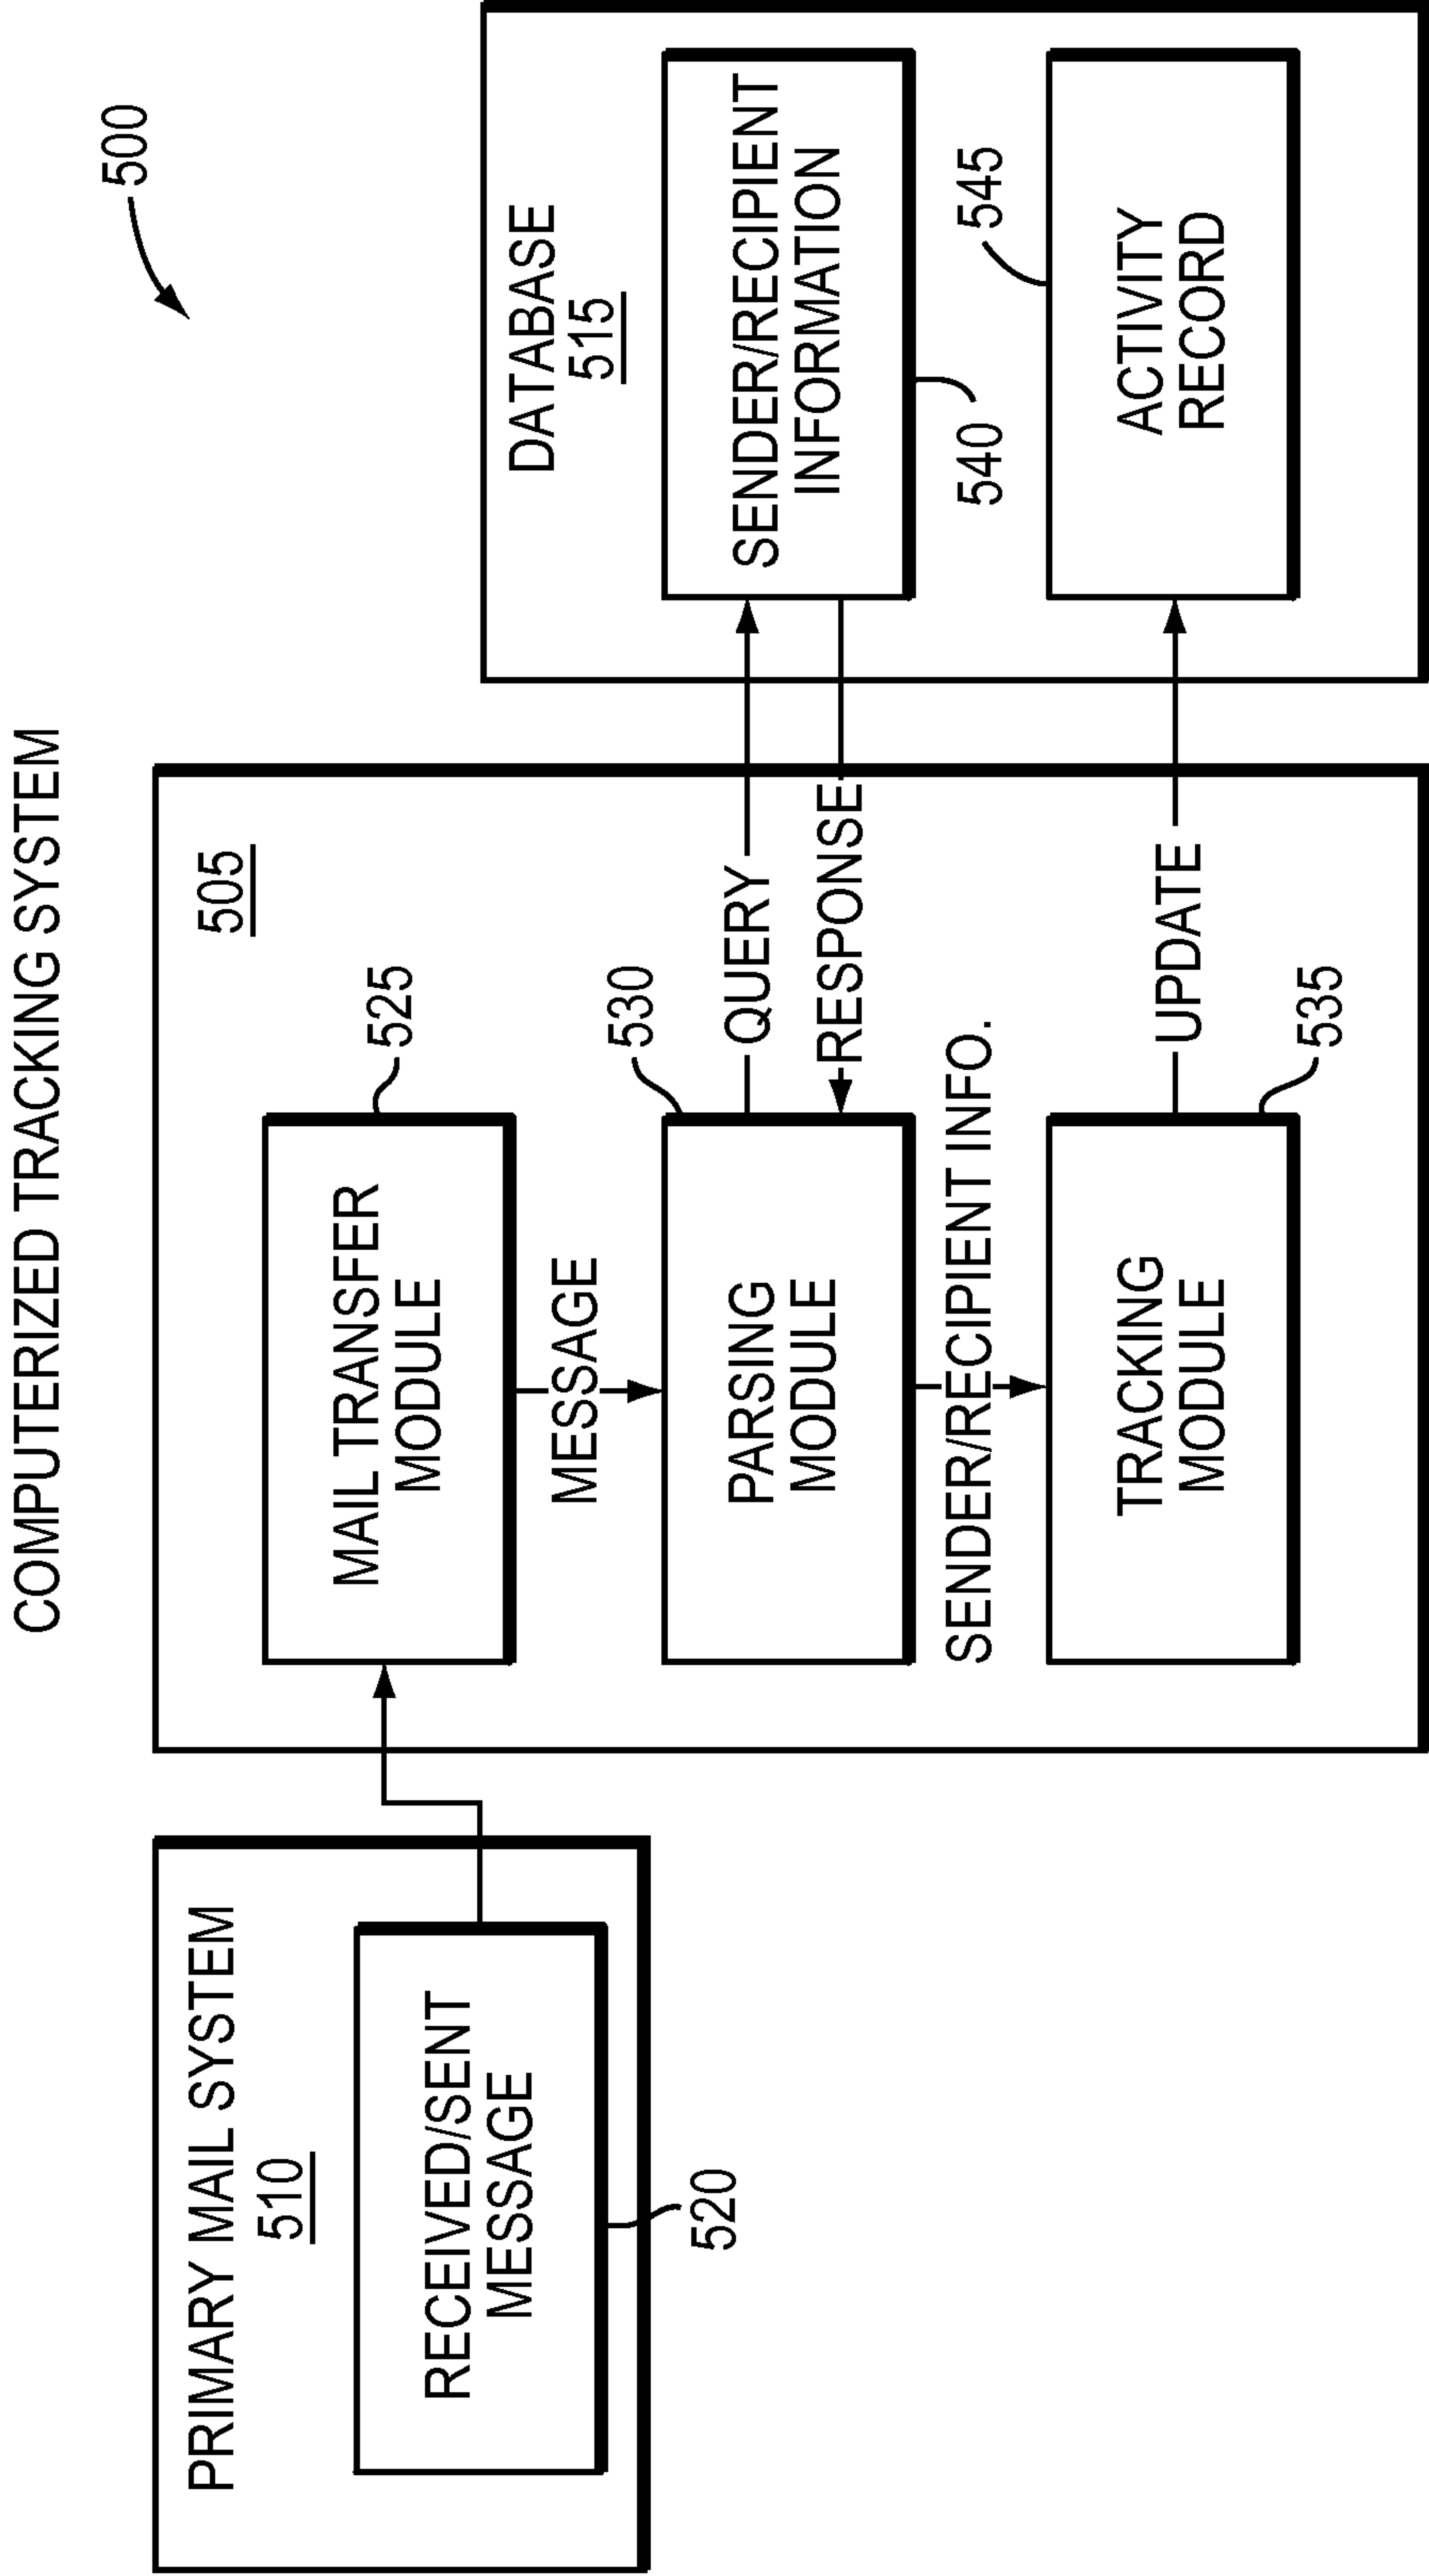 COMPUTERIZED TRACKING SYSTEM
500
PRIMARY MAIL SYSTEM
510
RECEIVED/SENT
MESSAGE
520
505
MAIL TRANSFER
MODULE
525
MESSAGE
PARSING
MODULE
530
QUERY
RESPONSE
SENDER/RECIPIENT INFO.
TRACKING
MODULE
535
UPDATE
DATABASE
515
SENDER/RECIPIENT
INFORMATION
540
545
ACTIVITY
RECORD